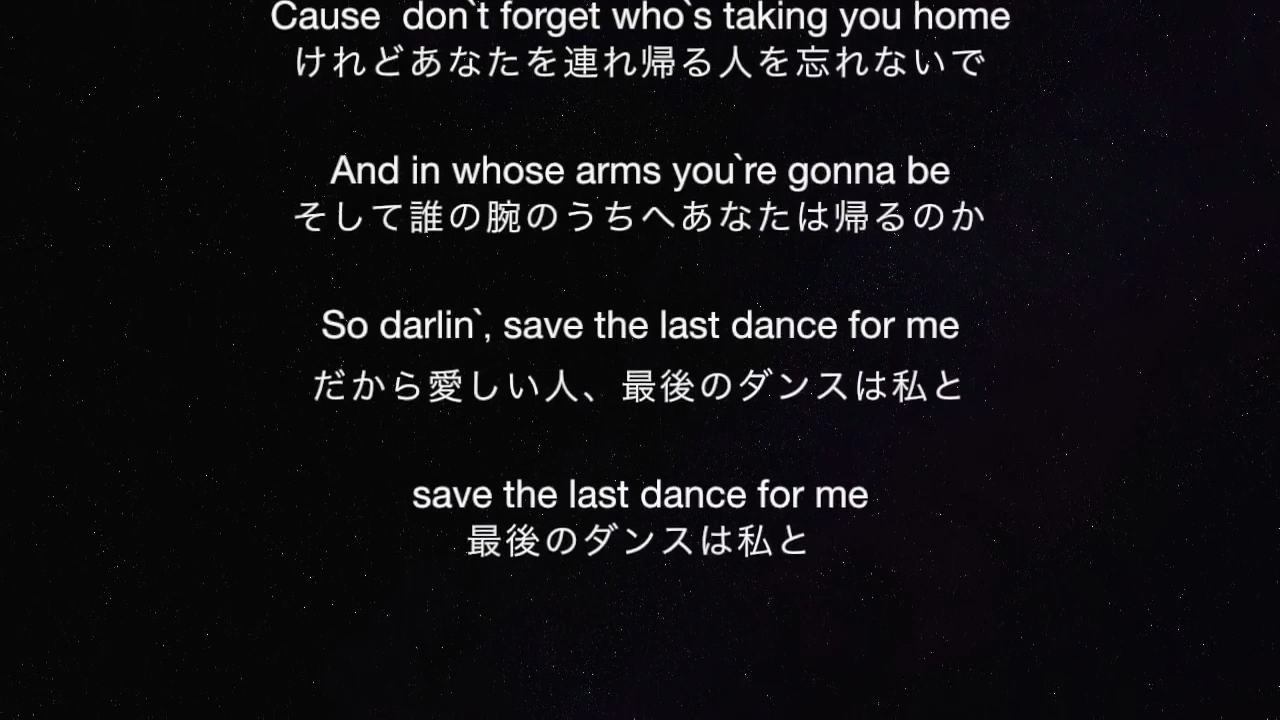 Cause  don`t forget who`s taking you home
けれどあなたを連れ帰る人を忘れないで
And in whose arms you`re gonna be
そして誰の腕のうちへあなたは帰るのか
So darlin`, save the last dance for me
だから愛しい人、最後のダンスは私と
save the last dance for me
最後のダンスは私と